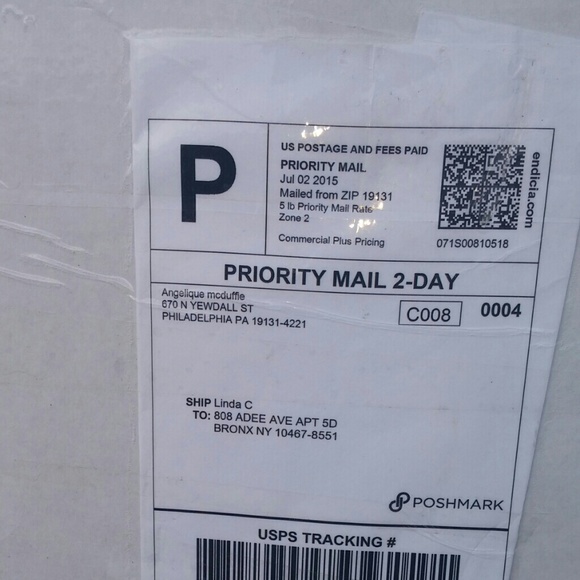 P
US POSTAGE AND FEES PAID
PRIORITY MAIL
Jul 02 2015
Mailed from ZIP 19131
5 lb Priority Mail Rate
Zone 2
Commercial Plus Pricing
071S00810518
endicia.com
PRIORITY MAIL 2-DAY
Angelique mcduffie
670 N YEWDALL ST
PHILADELPHIA PA 19131-4221
C008
0004
SHIP Linda C
TO: 808 ADEE AVE APT 5D
BRONX NY 10467-8551
POSHMARK
USPS TRACKING #